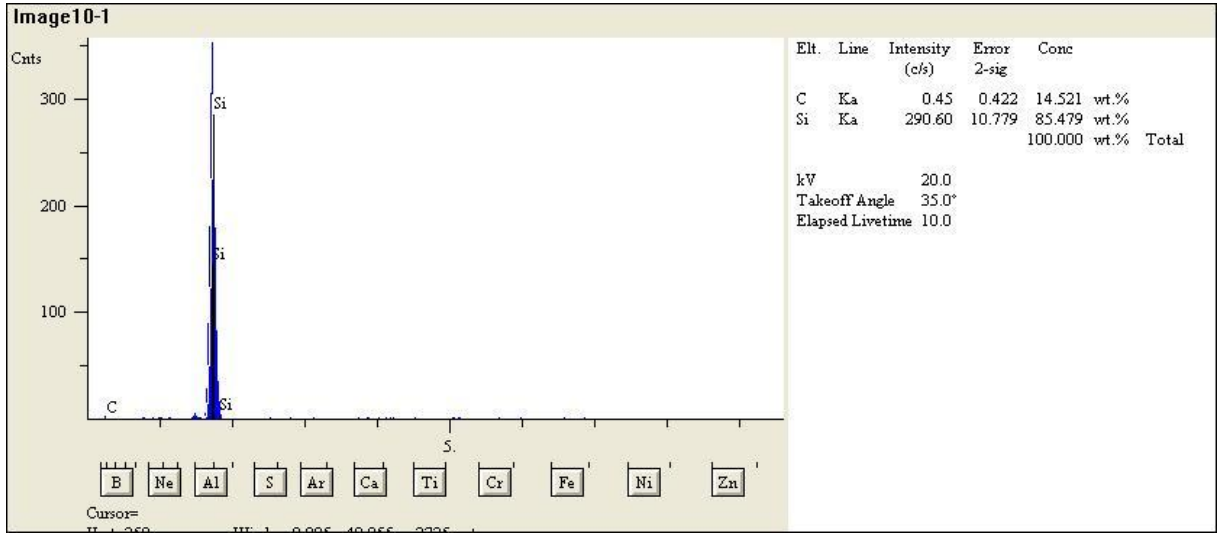 Image10-1
Cnts
300
200
100
Si
Si
Si
C
5.
B Ne Al S Ar Ca Ti Cr Fe Ni Zn
Cursor=
Elt. Line Intensity Error Conc
(c/s) 2-sig
C Ka 0.45 0.422 14.521 wt.%
Si Ka 290.60 10.779 85.479 wt.%
100.000 wt.% Total
kV 20.0
Takeoff Angle 35.0°
Elapsed Livetime 10.0